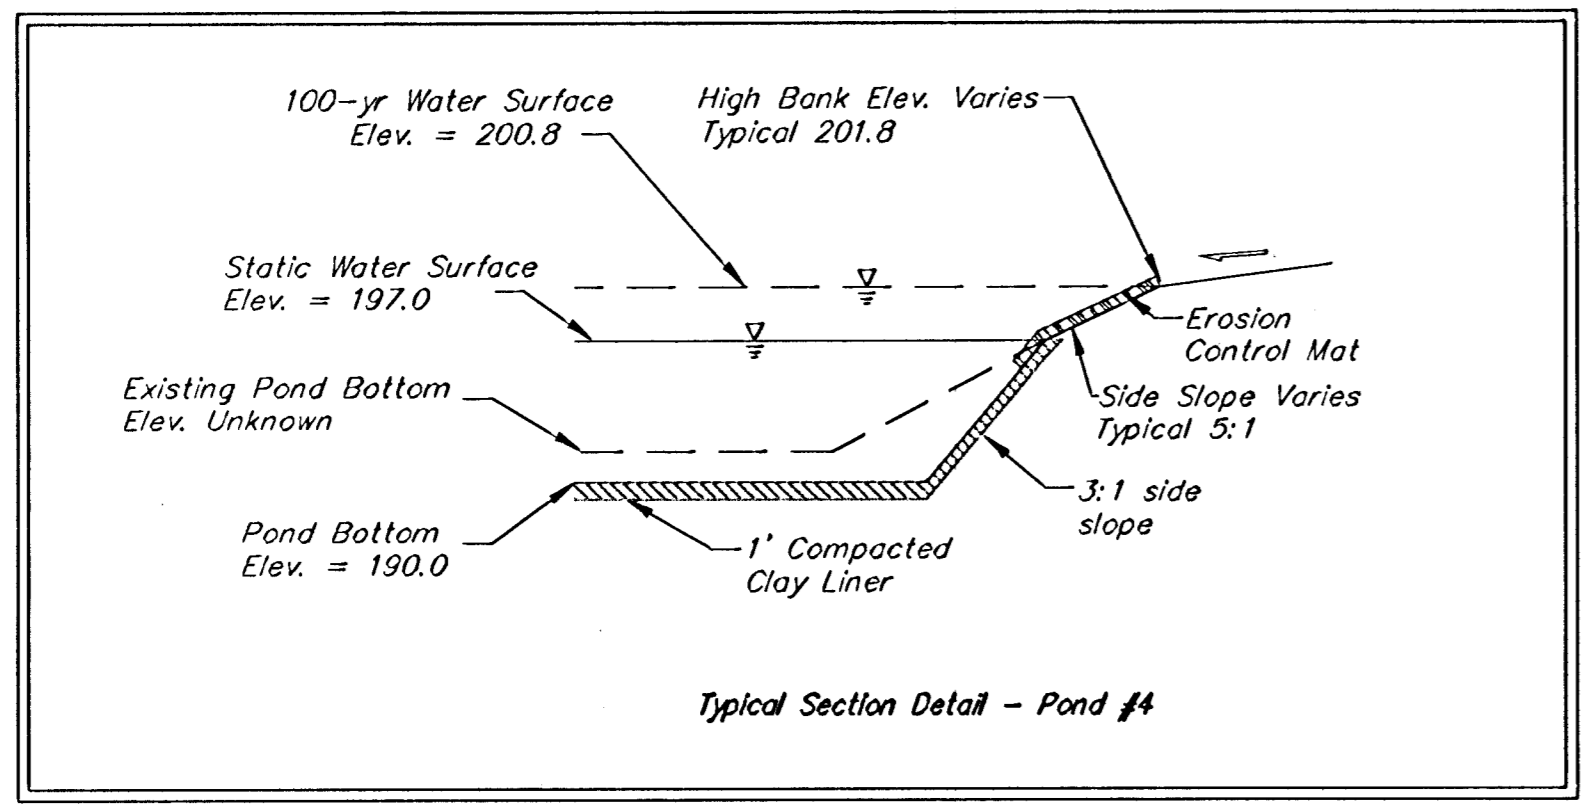 100-yr Water Surface
Elev. = 200.8
High Bank Elev. Varies
Typical 201.8
Static Water Surface
Elev. = 197.0
Erosion
Control Mat
Existing Pond Bottom
Elev. Unknown
Side Slope Varies
Typical 5:1
3:1 side
slope
Pond Bottom
Elev. = 190.0
1' Compacted
Clay Liner
Typical Section Detail - Pond #4